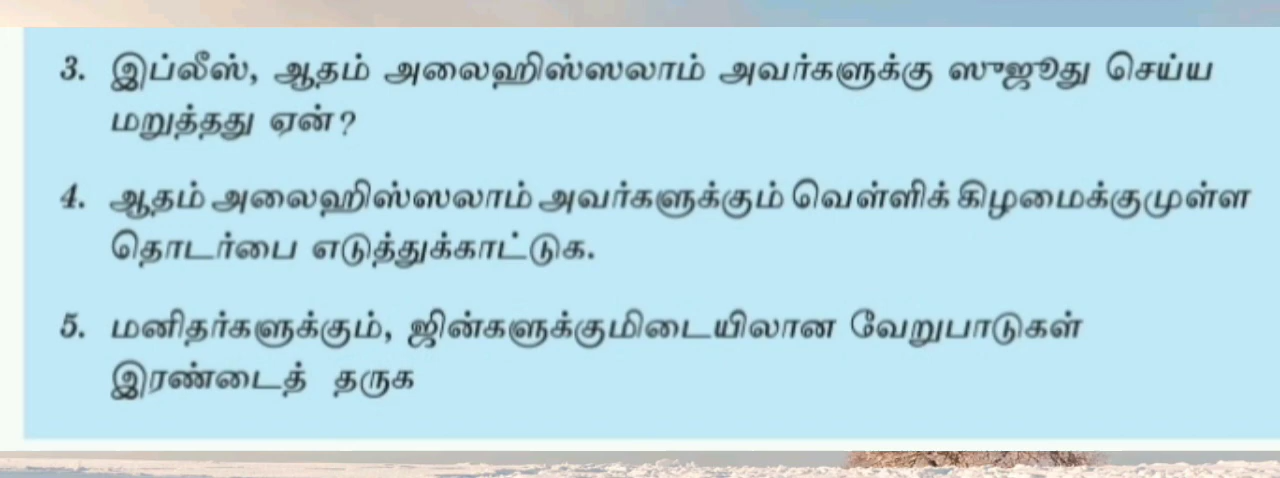 3. இப்லீஸ், ஆதம் அலைஹிஸ்ஸலாம் அவர்களுக்கு ஸுஜூது செய்ய
மறுத்தது ஏன்?
4. ஆதம் அலைஹிஸ்ஸலாம் அவர்களுக்கும் வெள்ளிக் கிழமைக்குமுள்ள
தொடர்பை எடுத்துக்காட்டுக.
5. மனிதர்களுக்கும், ஜின்களுக்குமிடையிலான வேறுபாடுகள்
இரண்டைத் தருக